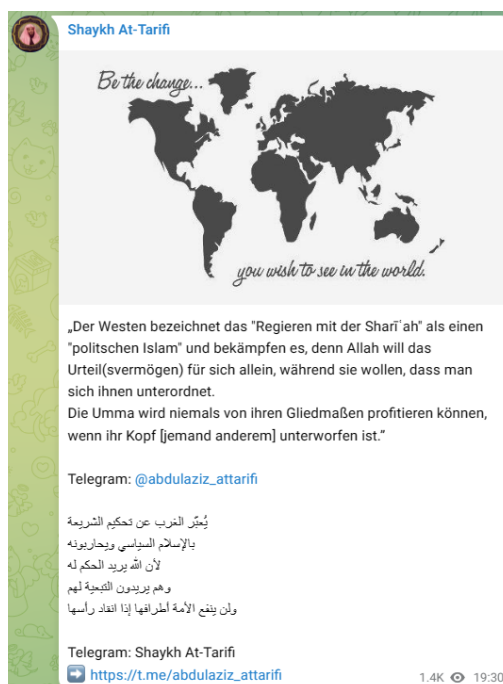 Shaykh At-Tarifi
Be the change...
you wish to see in the world.
„Der Westen bezeichnet das "Regieren mit der Sharīʿah" als einen
"politschen Islam" und bekämpfen es, denn Allah will das
Urteil(svermögen) für sich allein, während sie wollen, dass man
sich ihnen unterordnet.
Die Umma wird niemals von ihren Gliedmaßen profitieren können,
wenn ihr Kopf [jemand anderem] unterworfen ist.”
Telegram: @abdulaziz_attarifi
يُعبّر الغرب عن تحكيم الشريعة
بالإسلام السياسي ويحاربونه
لأن الله يريد الحكم له
وهم يريدون التبعية لهم
ولن ينفع الأمة أطرافها إذا انقاد رأسها
Telegram: Shaykh At-Tarifi
➡ https://t.me/abdulaziz_attarifi
1.4K 19:30